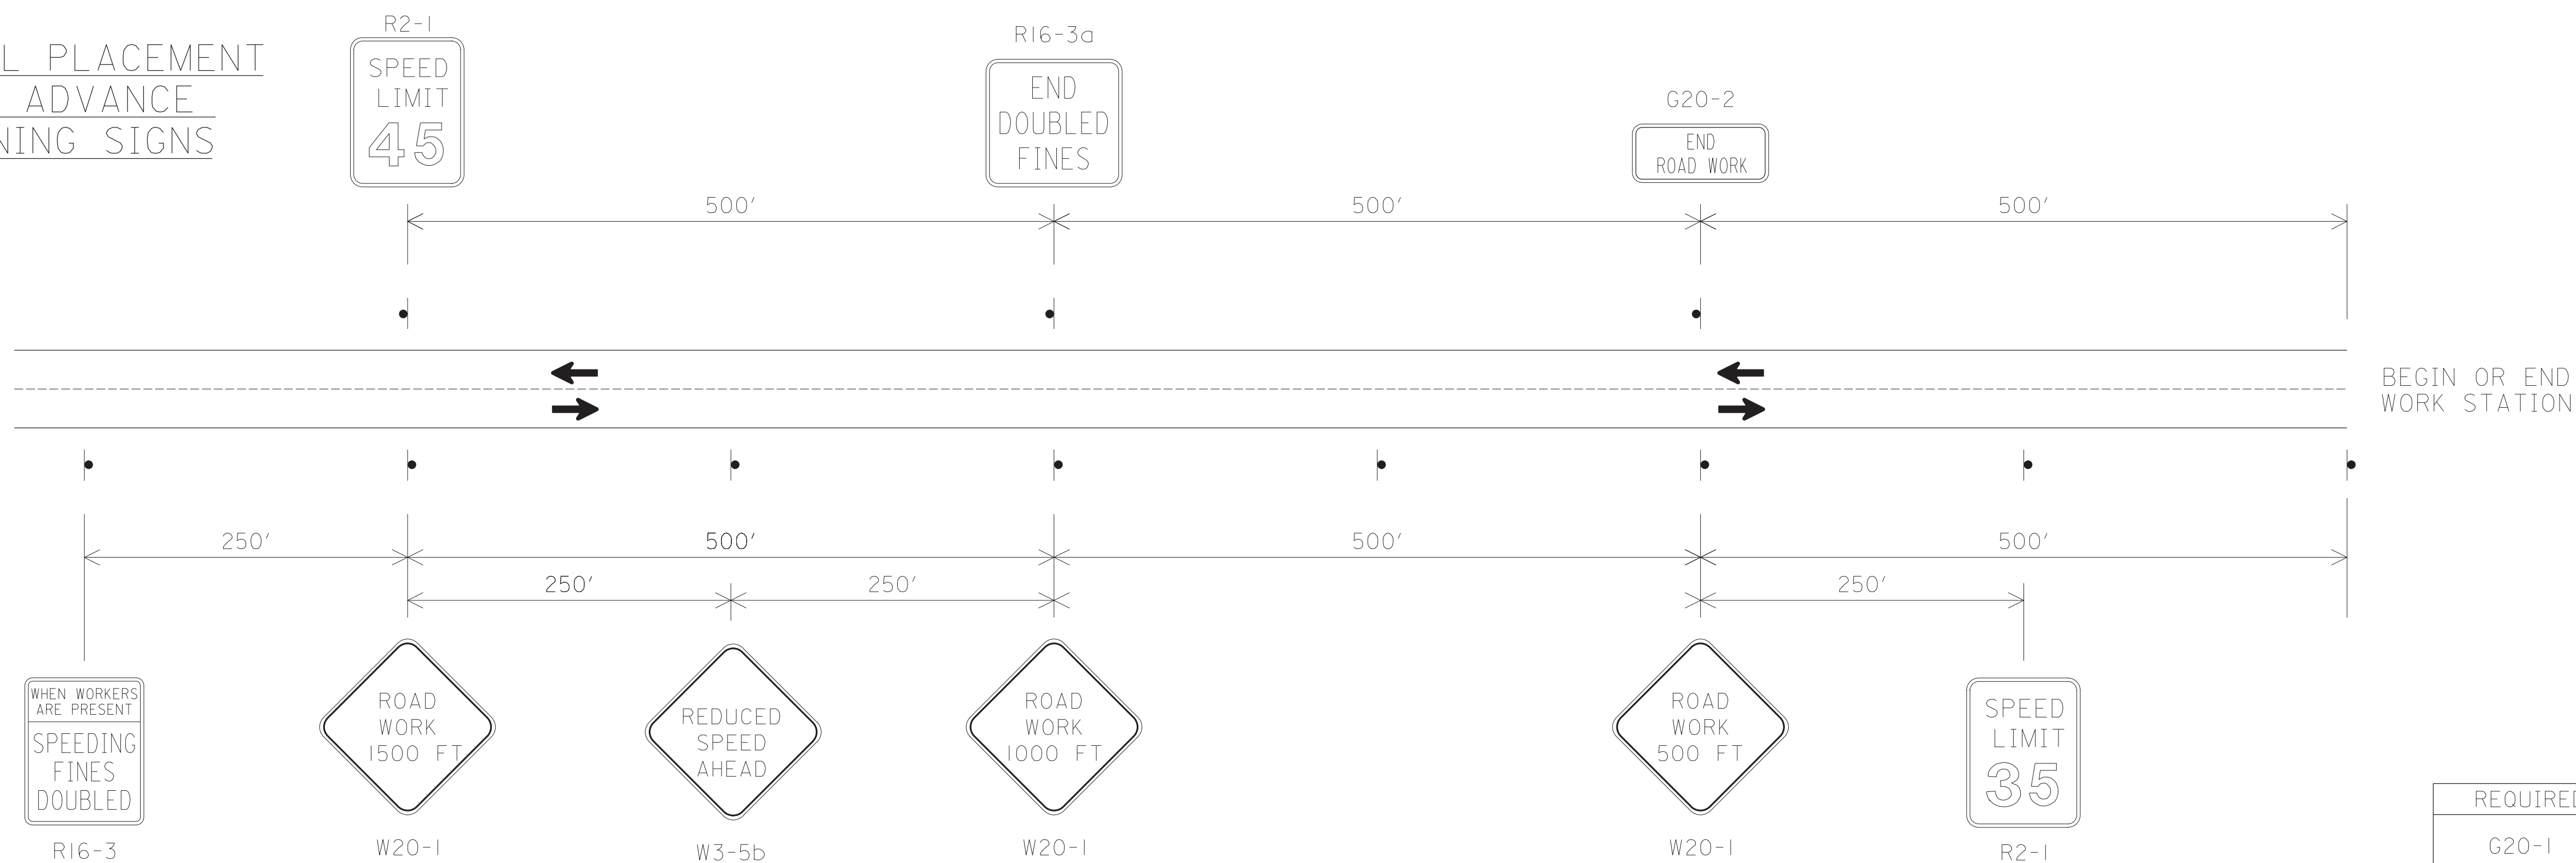 L PLACEMENT
ADVANCE
NING SIGNS
R2-1
SPEED
LIMIT
45
R16-3a
END
DOUBLED
FINES
G20-2
END
ROAD WORK
500'
500'
500'
BEGIN OR END
WORK STATION
250'
500'
500'
500'
250'
250'
250'
WHEN WORKERS
ARE PRESENT
SPEEDING
FINES
DOUBLED
R16-3
ROAD
WORK
1500 FT
W20-1
REDUCED
SPEED
AHEAD
W3-5b
ROAD
WORK
1000 FT
W20-1
ROAD
WORK
500 FT
W20-1
SPEED
LIMIT
35
R2-1
REQUIRED
G20-1